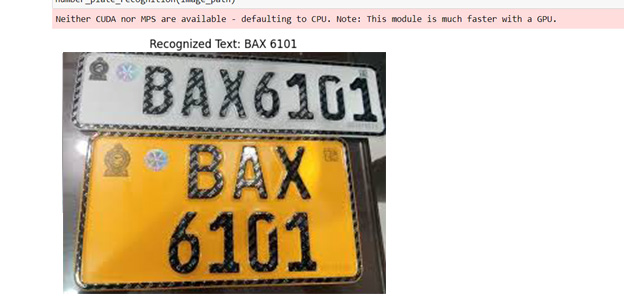 number_plate_recognition(image_path)
Neither CUDA nor MPS are available - defaulting to CPU. Note: This module is much faster with a GPU.
Recognized Text: BAX 6101
BAX6101
BAX
6101